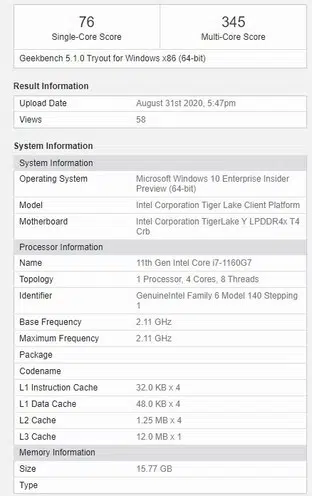 76 345
Single-Core Score Multi-Core Score
Geekbench 5.1.0 Tryout for Windows x86 (64-bit)
Result Information
Upload Date August 31st 2020, 5:47pm
Views 58
System Information
System Information
Operating System Microsoft Windows 10 Enterprise Insider
Preview (64-bit)
Model Intel Corporation Tiger Lake Client Platform
Motherboard Intel Corporation TigerLake Y LPDDR4x T4
Crb
Processor Information
Name 11th Gen Intel Core i7-1160G7
Topology 1 Processor, 4 Cores, 8 Threads
Identifier GenuineIntel Family 6 Model 140 Stepping
1
Base Frequency 2.11 GHz
Maximum Frequency 2.11 GHz
Package
Codename
L1 Instruction Cache 32.0 KB x 4
L1 Data Cache 48.0 KB x 4
L2 Cache 1.25 MB x 4
L3 Cache 12.0 MB x 1
Memory Information
Size 15.77 GB
Type